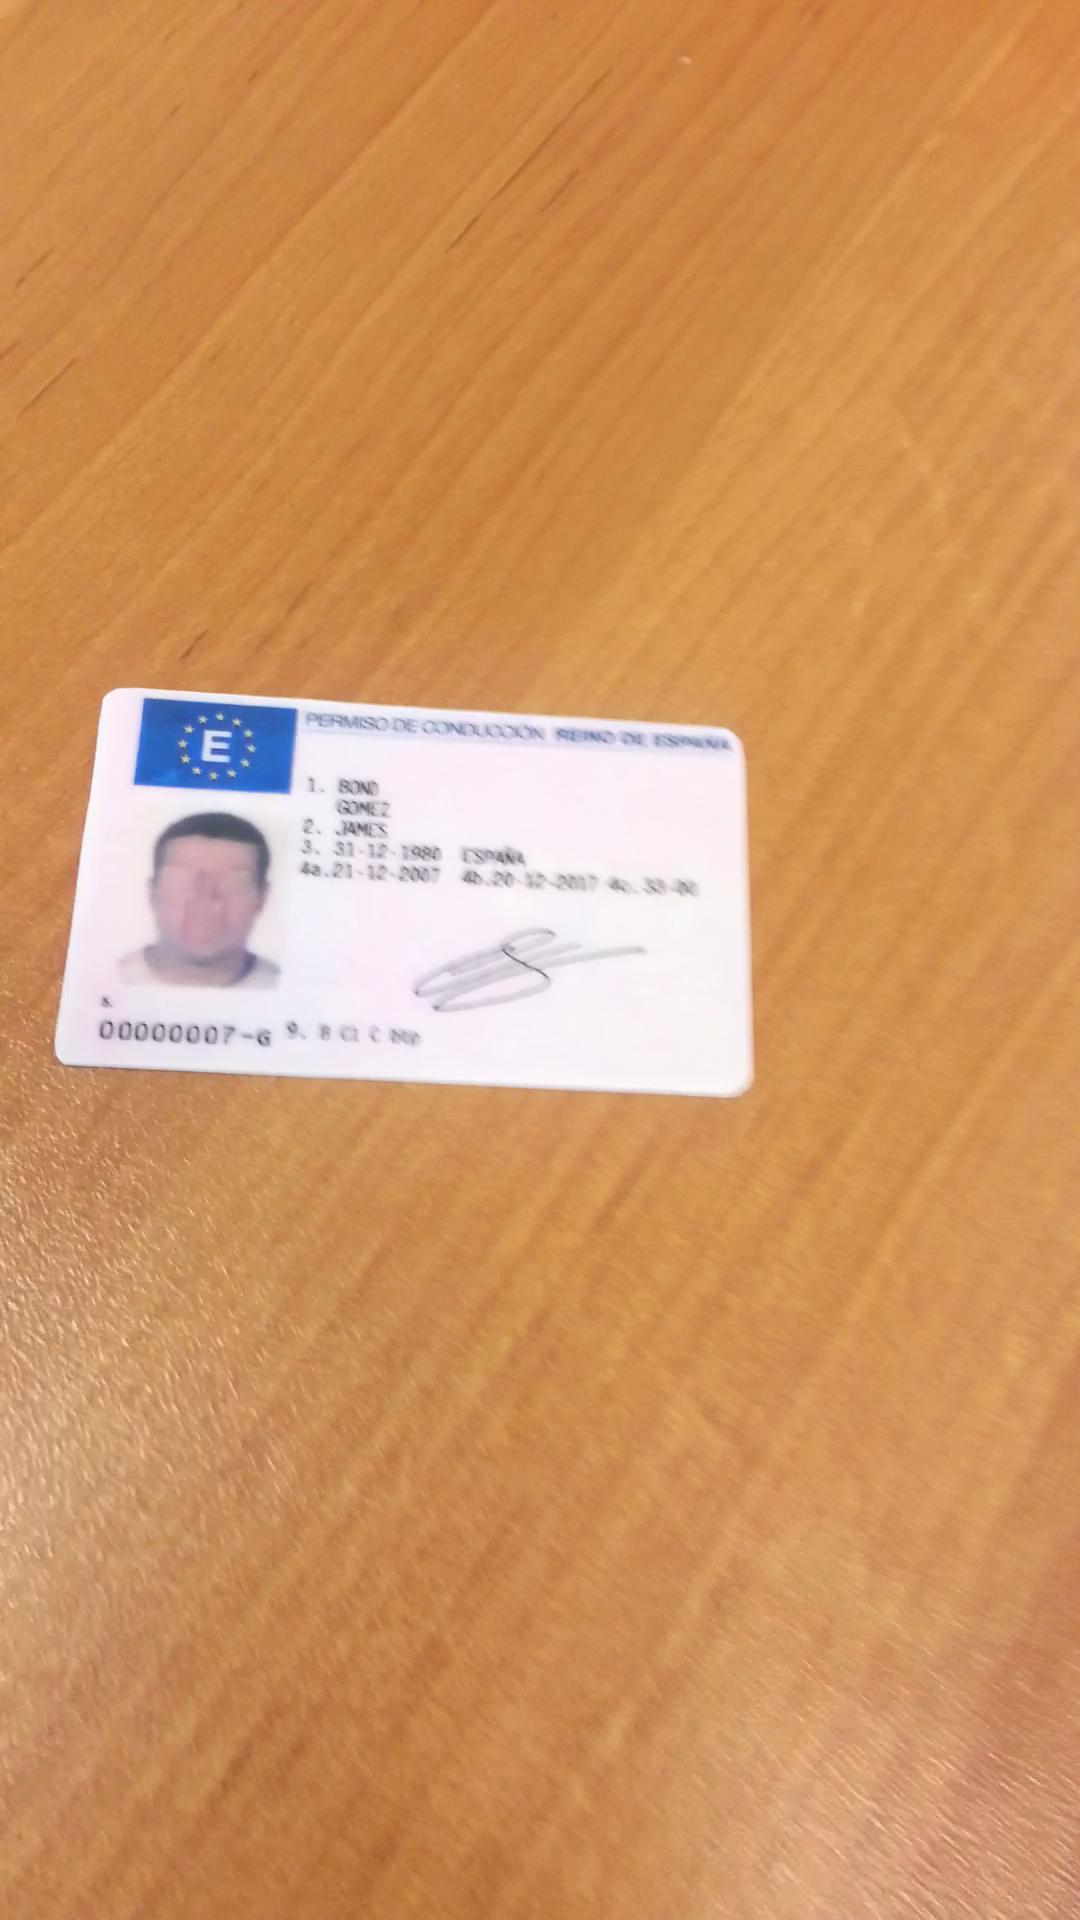 E
PERMISO DE CONDUCCIÓN REINO DE ESPAÑA
1. BOND
GOMEZ
2. JAMES
3. 31-12-1980 ESPAÑA
4a.21-12-2007 4b.20-12-2017 4c.33-00
5.
00000007-G 9. B C1 C btp